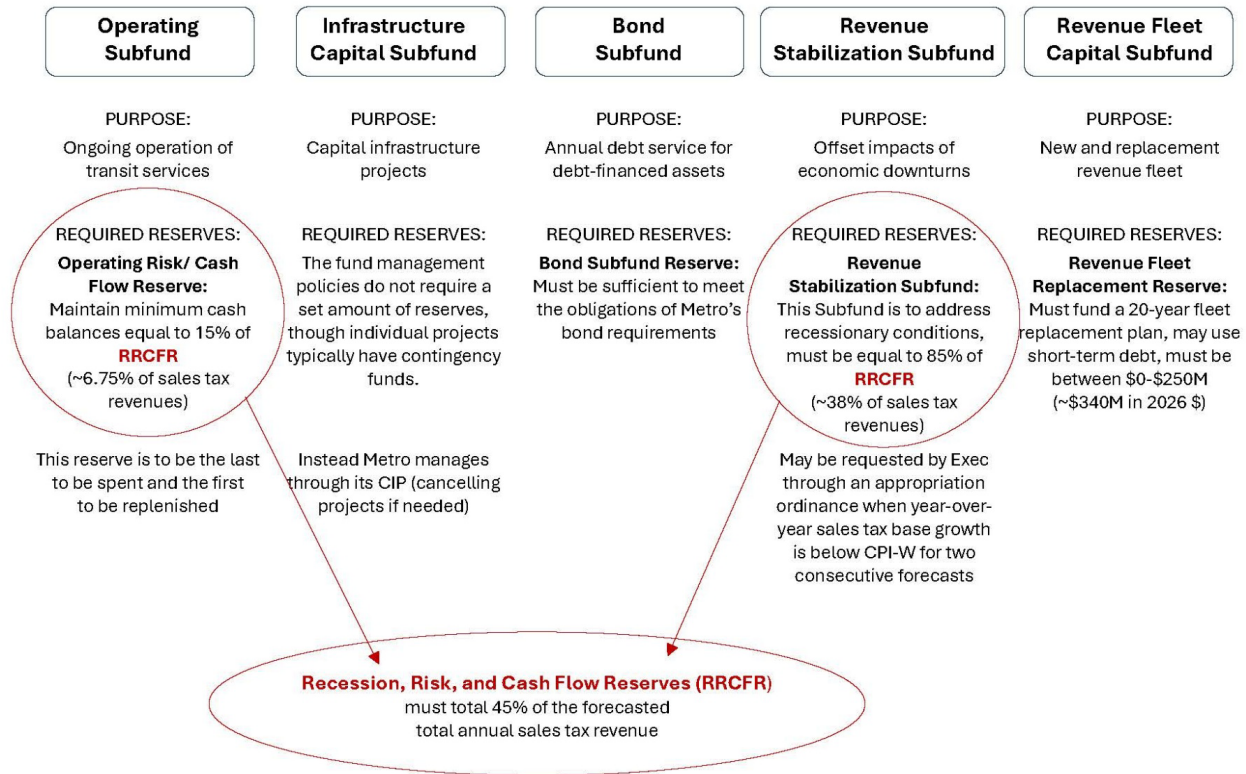 Operating
Subfund
Infrastructure
Capital Subfund
Bond
Subfund
Revenue
Stabilization Subfund
Revenue Fleet
Capital Subfund
PURPOSE:
Ongoing operation of
transit services
PURPOSE:
Capital infrastructure
projects
PURPOSE:
Annual debt service for
debt-financed assets
PURPOSE:
Offset impacts of
economic downturns
PURPOSE:
New and replacement
revenue fleet
REQUIRED RESERVES:
Operating Risk/ Cash
Flow Reserve:
Maintain minimum cash
balances equal to 15% of
RRCFR
(~6.75% of sales tax
revenues)
REQUIRED RESERVES:
The fund management
policies do not require a
set amount of reserves,
though individual projects
typically have contingency
funds.
REQUIRED RESERVES:
Bond Subfund Reserve:
Must be sufficient to meet
the obligations of Metro's
bond requirements
REQUIRED RESERVES:
Revenue
Stabilization Subfund:
This Subfund is to address
recessionary conditions,
must be equal to 85% of
RRCFR
(~38% of sales tax
revenues)
REQUIRED RESERVES:
Revenue Fleet
Replacement Reserve:
Must fund a 20-year fleet
replacement plan, may use
short-term debt, must be
between $0-$250M
(~$340M in 2026 $)
This reserve is to be the last
to be spent and the first
to be replenished
Instead Metro manages
through its CIP (cancelling
projects if needed)
May be requested by Exec
through an appropriation
ordinance when year-over-
year sales tax base growth
is below CPI-W for two
consecutive forecasts
Recession, Risk, and Cash Flow Reserves (RRCFR)
must total 45% of the forecasted
total annual sales tax revenue